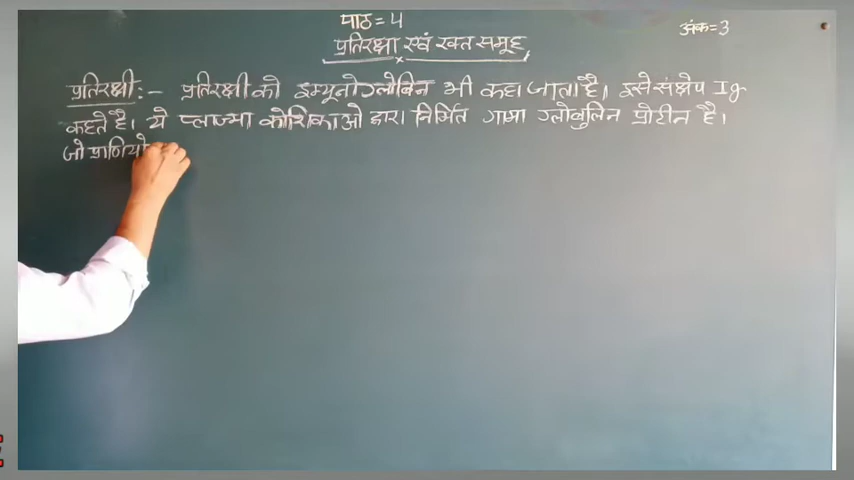 पाठ = 4
अंक = 3
प्रतिरक्षा एवं रक्त समूह
प्रतिरक्षी :- प्रतिरक्षी को इम्यूनोग्लोबिन भी कहा जाता है। इसे संक्षेप Ig
कहते है। ये प्लाज्मा कोशिकाओ द्वारा निर्मित गामा ग्लोबुलिन प्रोटीन है।
जो प्राणियो